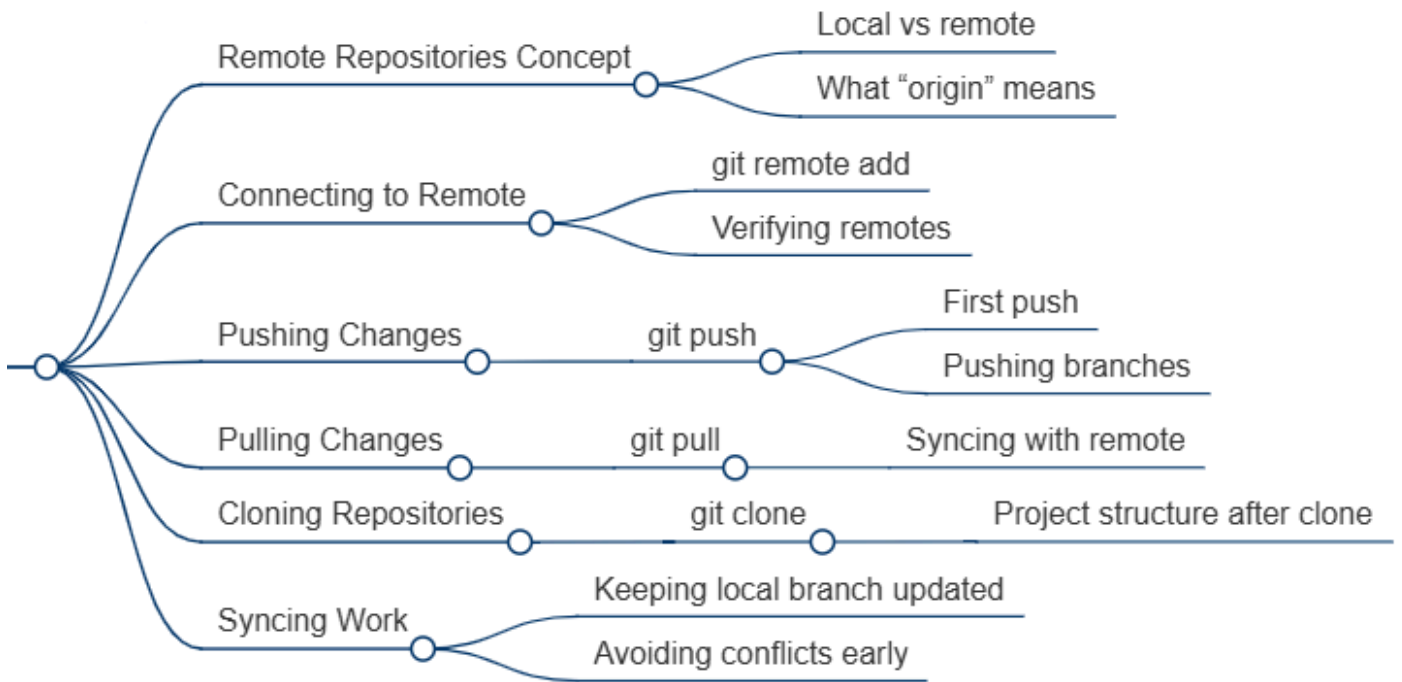 Remote Repositories Concept
Local vs remote
What “origin” means
Connecting to Remote
git remote add
Verifying remotes
Pushing Changes
git push
First push
Pushing branches
Pulling Changes
git pull
Syncing with remote
Cloning Repositories
git clone
Project structure after clone
Syncing Work
Keeping local branch updated
Avoiding conflicts early